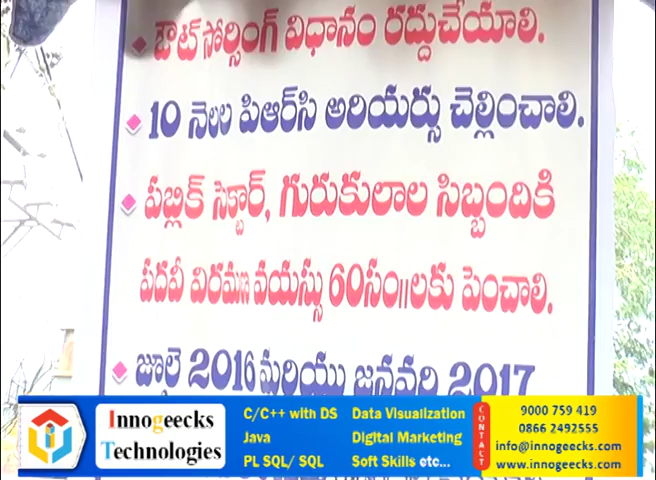 ఔట్ సోర్సింగ్ విధానం రద్దుచేయాలి.
10 నెలల పిఆర్‌సి అరియర్సు చెల్లించాలి.
పబ్లిక్ సెక్టార్, గురుకులాల సిబ్బందికి
పదవీ విరమణ వయస్సు 60సం॥లకు పెంచాలి.
జూలై 2016 మరియు జనవరి 2017
Innogeecks
Technologies
C/C++ with DS
Java
PL SQL/ SQL
Data Visualization
Digital Marketing
Soft Skills etc...
CONTACT
9000 759 419
0866 2492555
info@innogeecks.com
www.innogeecks.com